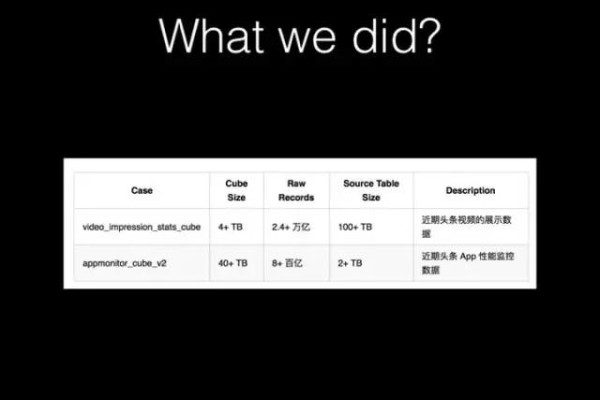 What we did?
Case Cube Size Raw Records Source Table Size Description
video_impression_stats_cube 4+ TB 2.4+ 万亿 100+ TB 近期头条视频的展示数据
appmonitor_cube_v2 40+ TB 8+ 百亿 2+ TB 近期头条 App 性能监控数据